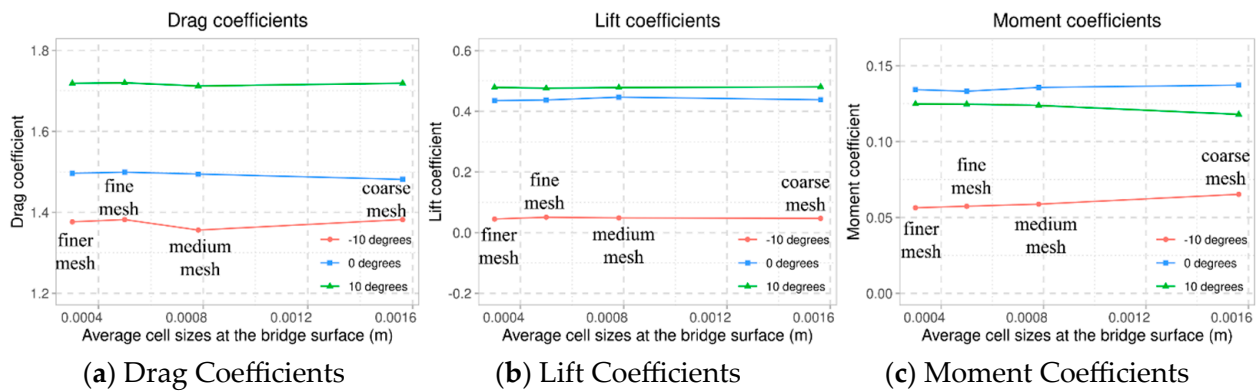 Drag coefficients
Drag coefficient
1.8
1.6
1.4
1.2
fine
mesh
coarse
mesh
finer
mesh
medium
mesh
-10 degrees
0 degrees
10 degrees
0.0004
0.0008
0.0012
0.0016
Average cell sizes at the bridge surface (m)
(a) Drag Coefficients
Lift coefficients
Lift coefficient
0.6
0.4
0.2
0.0
-0.2
fine
mesh
coarse
mesh
finer
mesh
medium
mesh
-10 degrees
0 degrees
10 degrees
0.0004
0.0008
0.0012
0.0016
Average cell sizes at the bridge surface (m)
(b) Lift Coefficients
Moment coefficients
Moment coefficient
0.15
0.10
0.05
0.00
fine
mesh
coarse
mesh
finer
mesh
medium
mesh
-10 degrees
0 degrees
10 degrees
0.0004
0.0008
0.0012
0.0016
Average cell sizes at the bridge surface (m)
(c) Moment Coefficients